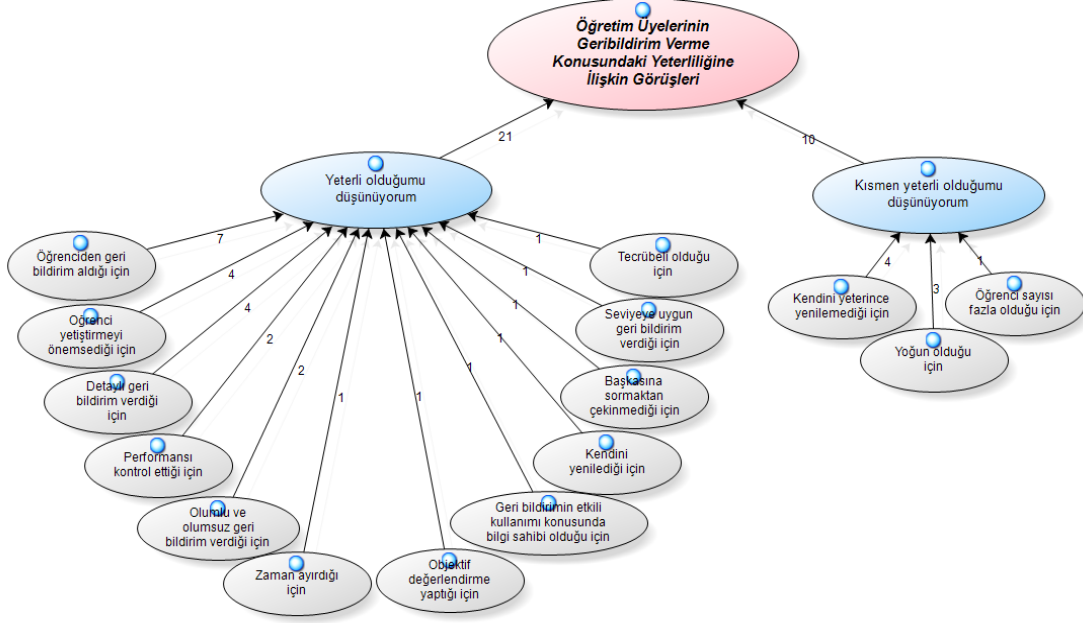 Öğretim Üyelerinin
Geribildirim Verme
Konusundaki Yeterliliğine
İlişkin Görüşleri
21
10
Yeterli olduğumu
düşünüyorum
Kısmen yeterli olduğumu
düşünüyorum
7
4
4
2
2
1
1
1
1
1
1
1
4
3
1
Öğrenciden geri
bildirim aldığı için
Öğrenci
yetiştirmeyi
önemsediği için
Detaylı geri
bildirim verdiği
için
Performansı
kontrol ettiği için
Olumlu ve
olumsuz geri
bildirim verdiği için
Zaman ayırdığı
için
Objektif
değerlendirme
yaptığı için
Geri bildirimin etkili
kullanımı konusunda
bilgi sahibi olduğu için
Kendini
yenilediği için
Başkasına
sormaktan
çekinmediği için
Seviyeye uygun
geri bildirim
verdiği için
Tecrübeli olduğu
için
Kendini yeterince
yenilemediği için
Yoğun olduğu
için
Öğrenci sayısı
fazla olduğu için